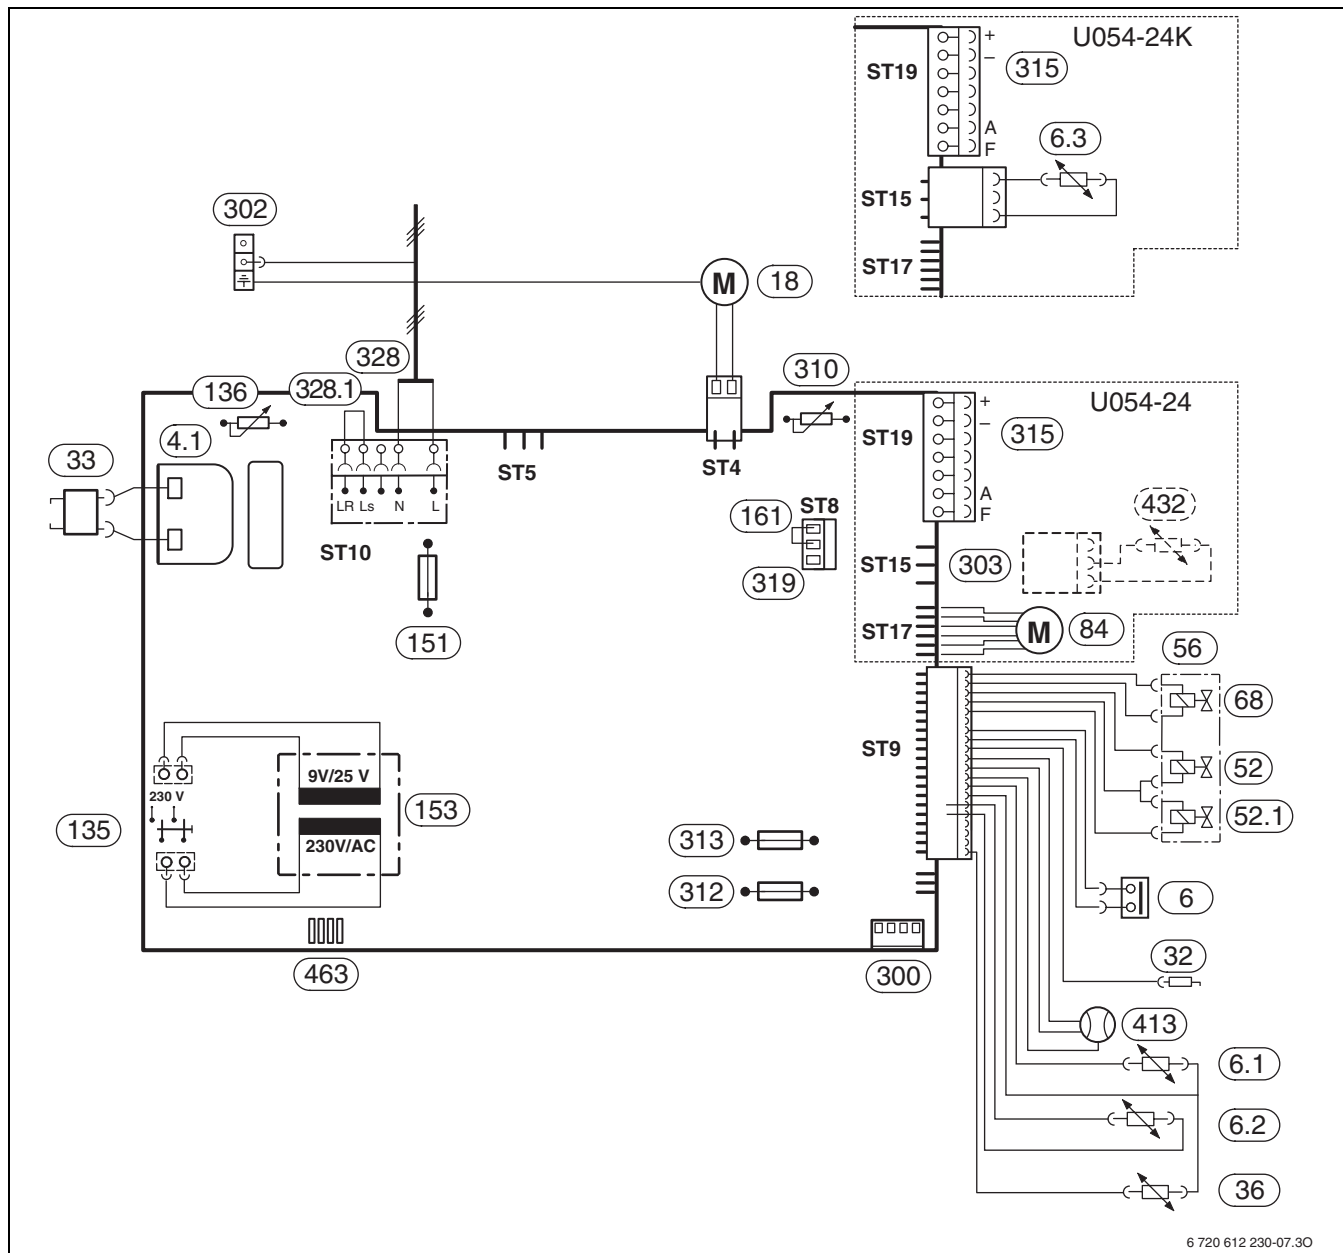 U054-24K
+
–
ST19
315
A
F
6.3
ST15
ST17
302
M
18
328
310
136
328.1
4.1
33
LR Ls N L
ST10
ST5
ST4
U054-24
+
–
ST19
315
A
F
161
ST8
319
432
303
ST15
ST17
M
84
151
56
68
ST9
52
52.1
9V/25 V
230 V
153
135
230V/AC
313
312
6
463
300
32
413
6.1
6.2
36
6 720 612 230-07.3O